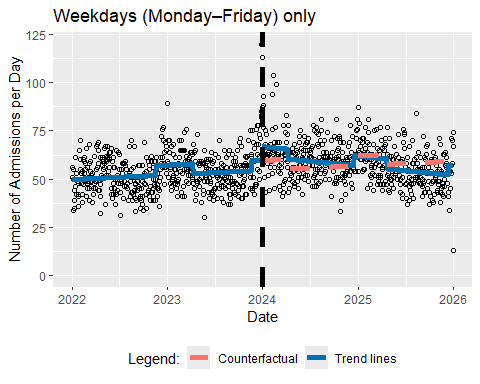 Weekdays (Monday–Friday) only
Number of Admissions per Day
125
100
75
50
25
0
2022 2023 2024 2025 2026
Date
Legend: Counterfactual Trend lines